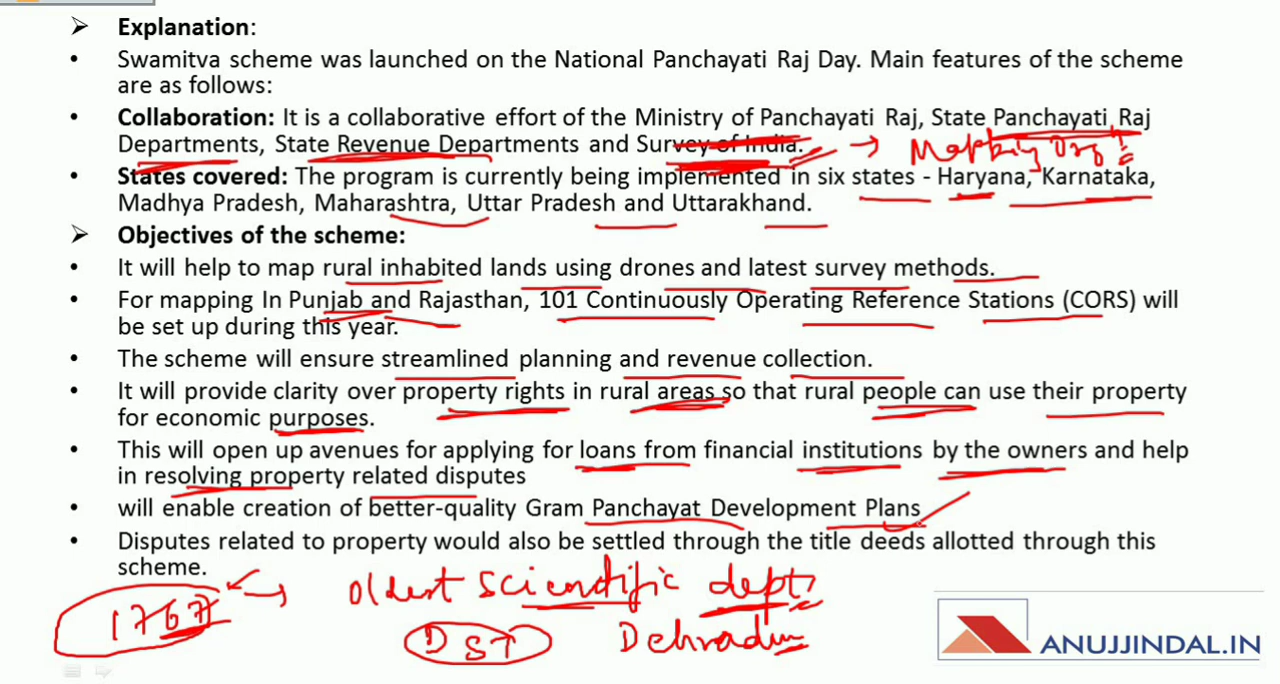 ➢ Explanation:
• Swamitva scheme was launched on the National Panchayati Raj Day. Main features of the scheme
are as follows:
• Collaboration: It is a collaborative effort of the Ministry of Panchayati Raj, State Panchayati Raj
Departments, State Revenue Departments and Survey of India. → Mapping Org
• States covered: The program is currently being implemented in six states - Haryana, Karnataka,
Madhya Pradesh, Maharashtra, Uttar Pradesh and Uttarakhand.
➢ Objectives of the scheme:
• It will help to map rural inhabited lands using drones and latest survey methods.
• For mapping In Punjab and Rajasthan, 101 Continuously Operating Reference Stations (CORS) will
be set up during this year.
• The scheme will ensure streamlined planning and revenue collection.
• It will provide clarity over property rights in rural areas so that rural people can use their property
for economic purposes.
• This will open up avenues for applying for loans from financial institutions by the owners and help
in resolving property related disputes
• will enable creation of better-quality Gram Panchayat Development Plans
• Disputes related to property would also be settled through the title deeds allotted through this
scheme.
1767 → Oldest Scientific dept
DST Dehradun
ANUJJINDAL.IN